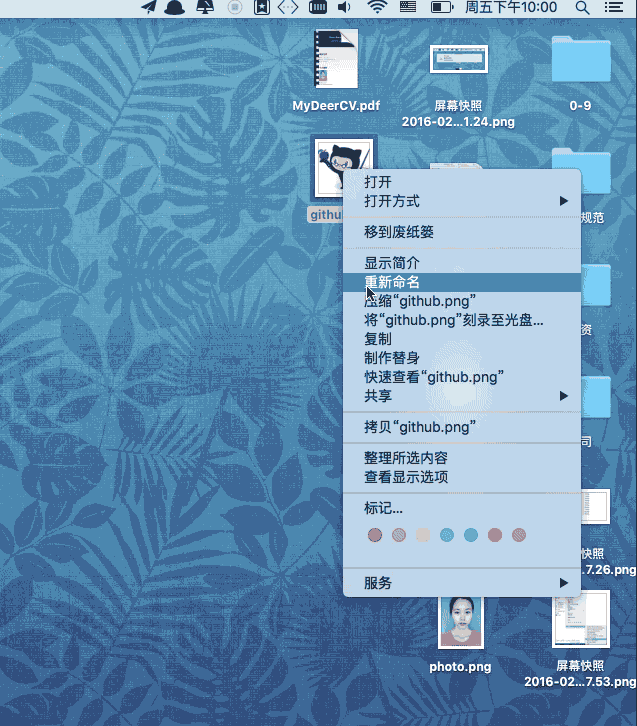 周五下午10:00
MyDeerCV.pdf
屏幕快照
2016-02...1.24.png
0-9
githu
规范
打开
打开方式
移到废纸篓
显示简介
重新命名
压缩“github.png”
将“github.png”刻录至光盘...
复制
制作替身
快速查看“github.png”
共享
拷贝“github.png”
整理所选内容
查看显示选项
标记...
服务
资
司
快照
...7.26.png
photo.png
屏幕快照
2016-02...7.53.png